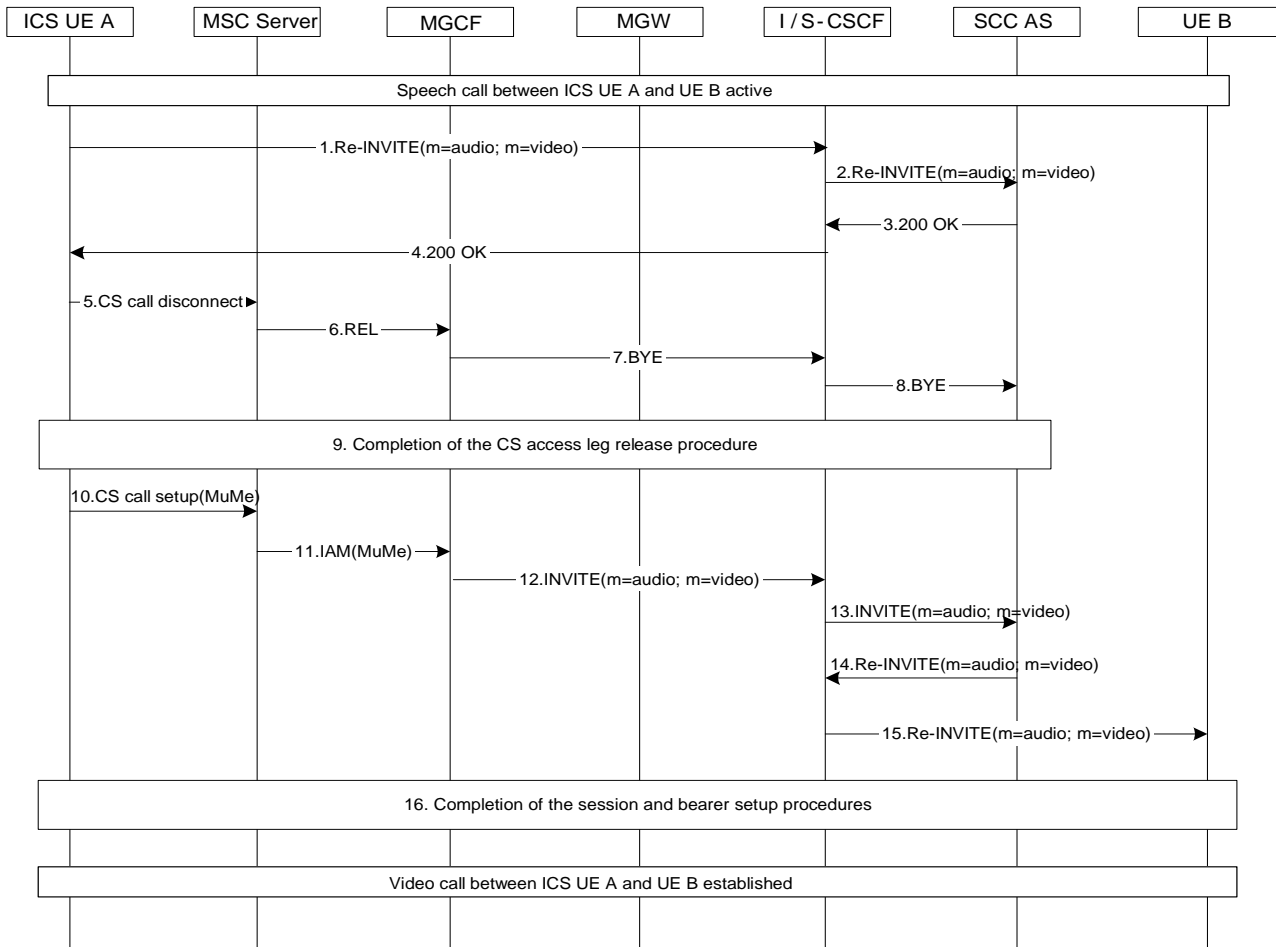 ICS UE A
MSC Server
MGCF
MGW
I / S-CSCF
SCC AS
UE B
Speech call between ICS UE A and UE B active
1.Re-INVITE(m=audio; m=video)
2.Re-INVITE(m=audio; m=video)
3.200 OK
4.200 OK
5.CS call disconnect
6.REL
7.BYE
8.BYE
9. Completion of the CS access leg release procedure
10.CS call setup(MuMe)
11.IAM(MuMe)
12.INVITE(m=audio; m=video)
13.INVITE(m=audio; m=video)
14.Re-INVITE(m=audio; m=video)
15.Re-INVITE(m=audio; m=video)
16. Completion of the session and bearer setup procedures
Video call between ICS UE A and UE B established